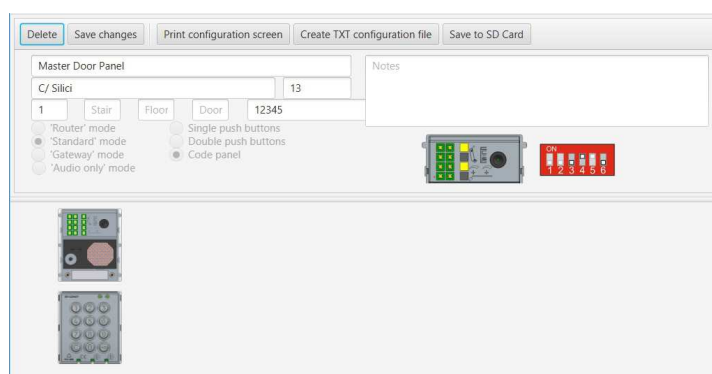 Delete Save changes Print configuration screen Create TXT configuration file Save to SD Card
Master Door Panel
Notes
C/ Silici 13
1 Stair Floor Door 12345
'Router' mode Single push buttons
'Standard' mode Double push buttons
'Gateway' mode Code panel
'Audio only' mode
ON
1 2 3 4 5 6